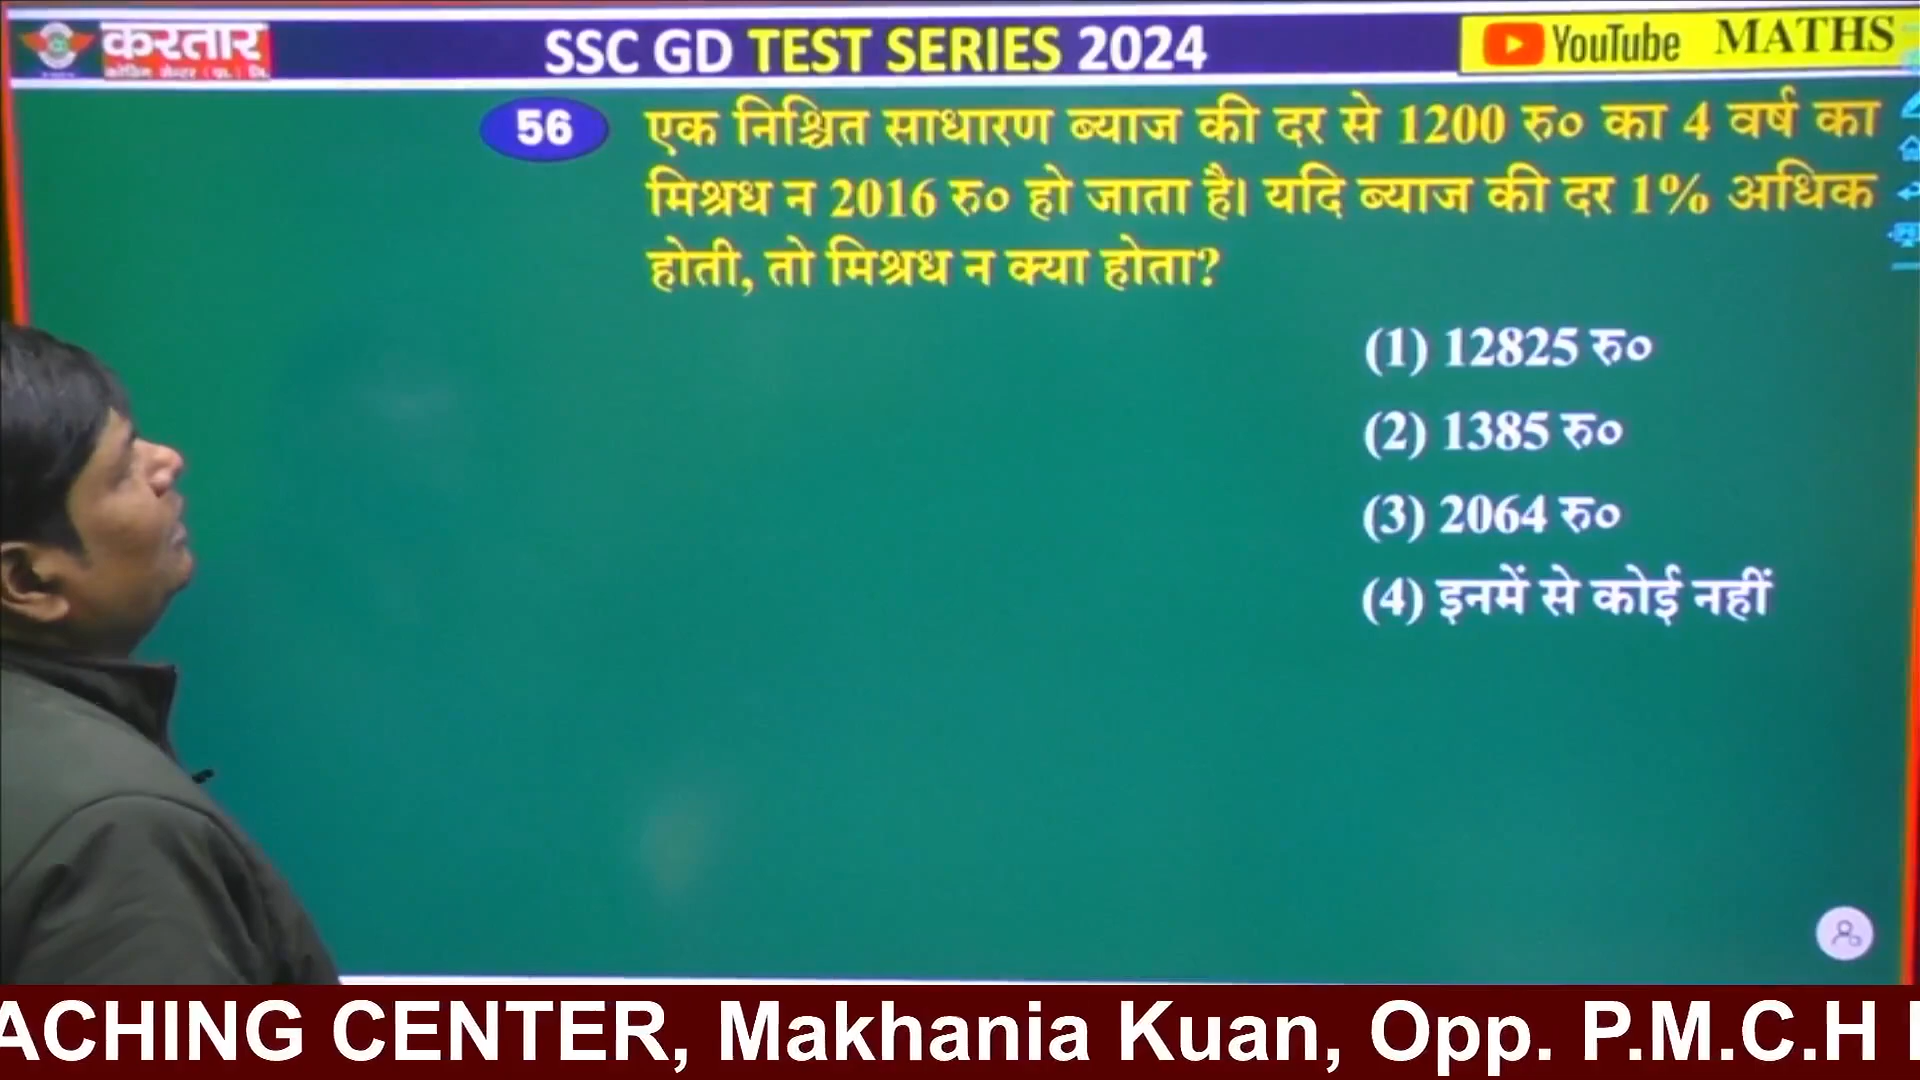 करतार
कोचिंग सेन्टर (प्रा.) लि.
SSC GD TEST SERIES 2024
YouTube MATHS
56 एक निश्चित साधारण ब्याज की दर से 1200 रु० का 4 वर्ष का
मिश्रध न 2016 रु० हो जाता है। यदि ब्याज की दर 1% अधिक
होती, तो मिश्रध न क्या होता?
(1) 12825 रु०
(2) 1385 रु०
(3) 2064 रु०
(4) इनमें से कोई नहीं
ACHING CENTER, Makhania Kuan, Opp. P.M.C.H